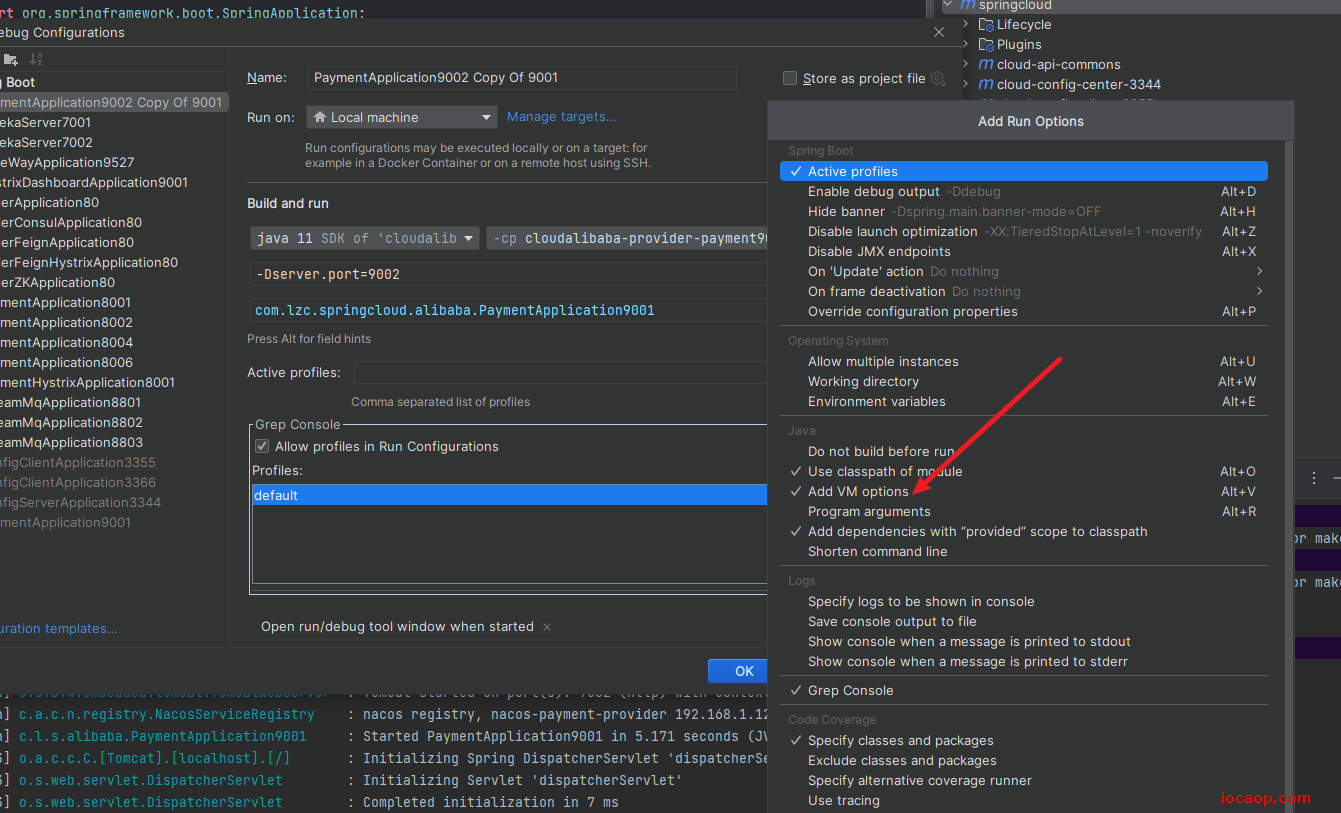 rt org.springframework.boot.SpringApplication;
springcloud
Lifecycle
Plugins
cloud-api-commons
cloud-config-center-3344
ebug Configurations
g Boot
mentApplication9002 Copy Of 9001
ekaServer7001
ekaServer7002
eWayApplication9527
strixDashboardApplication9001
lerApplication80
lerConsulApplication80
lerFeignApplication80
lerFeignHystrixApplication80
lerZKApplication80
mentApplication8001
mentApplication8002
mentApplication8004
mentApplication8006
mentHystrixApplication8001
eamMqApplication8801
eamMqApplication8802
eamMqApplication8803
nfigClientApplication3355
nfigClientApplication3366
nfigServerApplication3344
mentApplication9001
uration templates...
Name: PaymentApplication9002 Copy Of 9001
Store as project file
Run on: Local machine Manage targets...
Run configurations may be executed locally or on a target: for
example in a Docker Container or on a remote host using SSH.
Build and run
java 11 SDK of 'cloudalib -cp cloudalibaba-provider-payment90
-Dserver.port=9002
com.lzc.springcloud.alibaba.PaymentApplication9001
Press Alt for field hints
Active profiles:
Comma separated list of profiles
Grep Console
Allow profiles in Run Configurations
Profiles:
default
Open run/debug tool window when started
OK
Add Run Options
Spring Boot
Active profiles
Enable debug output -Ddebug Alt+D
Hide banner -Dspring.main.banner-mode=OFF Alt+H
Disable launch optimization -XX:TieredStopAtLevel=1 -noverify Alt+Z
Disable JMX endpoints Alt+X
On 'Update' action Do nothing
On frame deactivation Do nothing
Override configuration properties Alt+P
Operating System
Allow multiple instances Alt+U
Working directory Alt+W
Environment variables Alt+E
Java
Do not build before run
Use classpath of module Alt+O
Add VM options Alt+V
Program arguments Alt+R
Add dependencies with “provided” scope to classpath
Shorten command line
Logs
Specify logs to be shown in console
Save console output to file
Show console when a message is printed to stdout
Show console when a message is printed to stderr
Grep Console
Code Coverage
Specify classes and packages
Exclude classes and packages
Specify alternative coverage runner
Use tracing
or make
or make
n] c.a.c.n.registry.NacosServiceRegistry : nacos registry, nacos-payment-provider 192.168.1.12
n] c.l.s.alibaba.PaymentApplication9001 : Started PaymentApplication9001 in 5.171 seconds (JV
3] o.a.c.c.C.[Tomcat].[localhost].[/] : Initializing Spring DispatcherServlet 'dispatcherSe
3] o.s.web.servlet.DispatcherServlet : Initializing Servlet 'dispatcherServlet'
3] o.s.web.servlet.DispatcherServlet : Completed initialization in 7 ms
iocaop.com